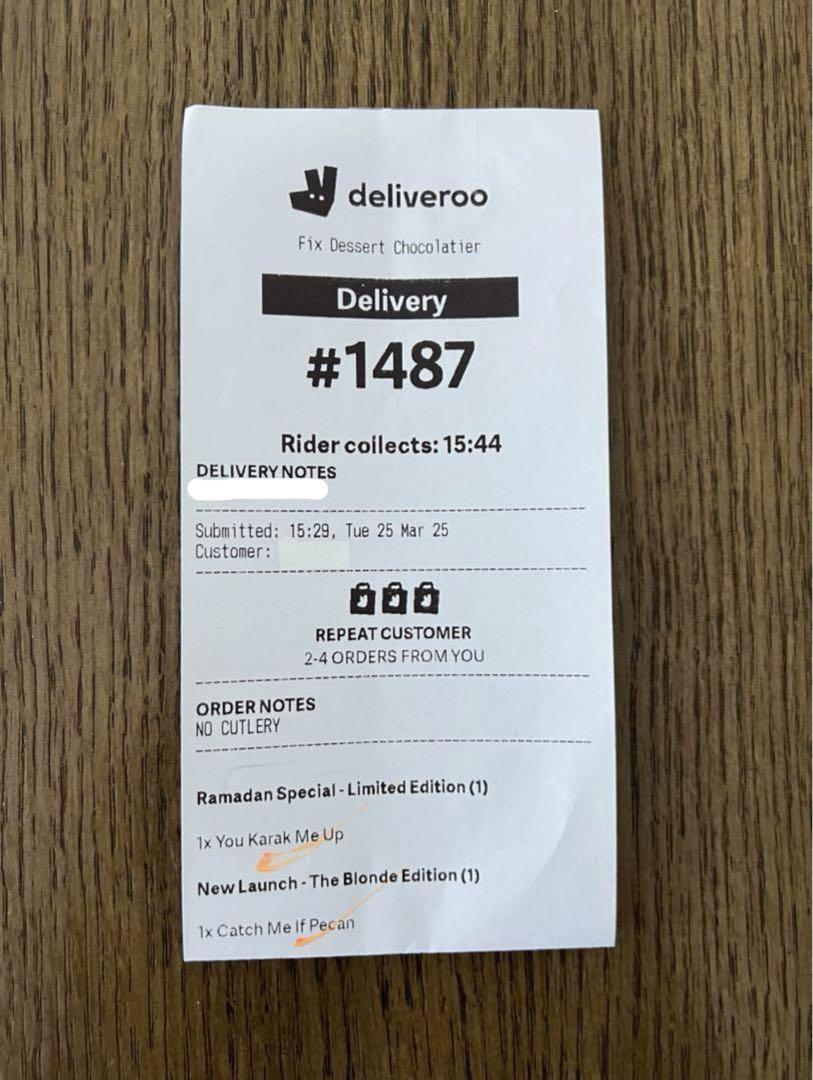 deliveroo
Fix Dessert Chocolatier
Delivery
#1487
Rider collects: 15:44
DELIVERY NOTES
Submitted: 15:29, Tue 25 Mar 25
Customer:
REPEAT CUSTOMER
2-4 ORDERS FROM YOU
ORDER NOTES
NO CUTLERY
Ramadan Special - Limited Edition (1)
1x You Karak Me Up
New Launch - The Blonde Edition (1)
1x Catch Me If Pecan